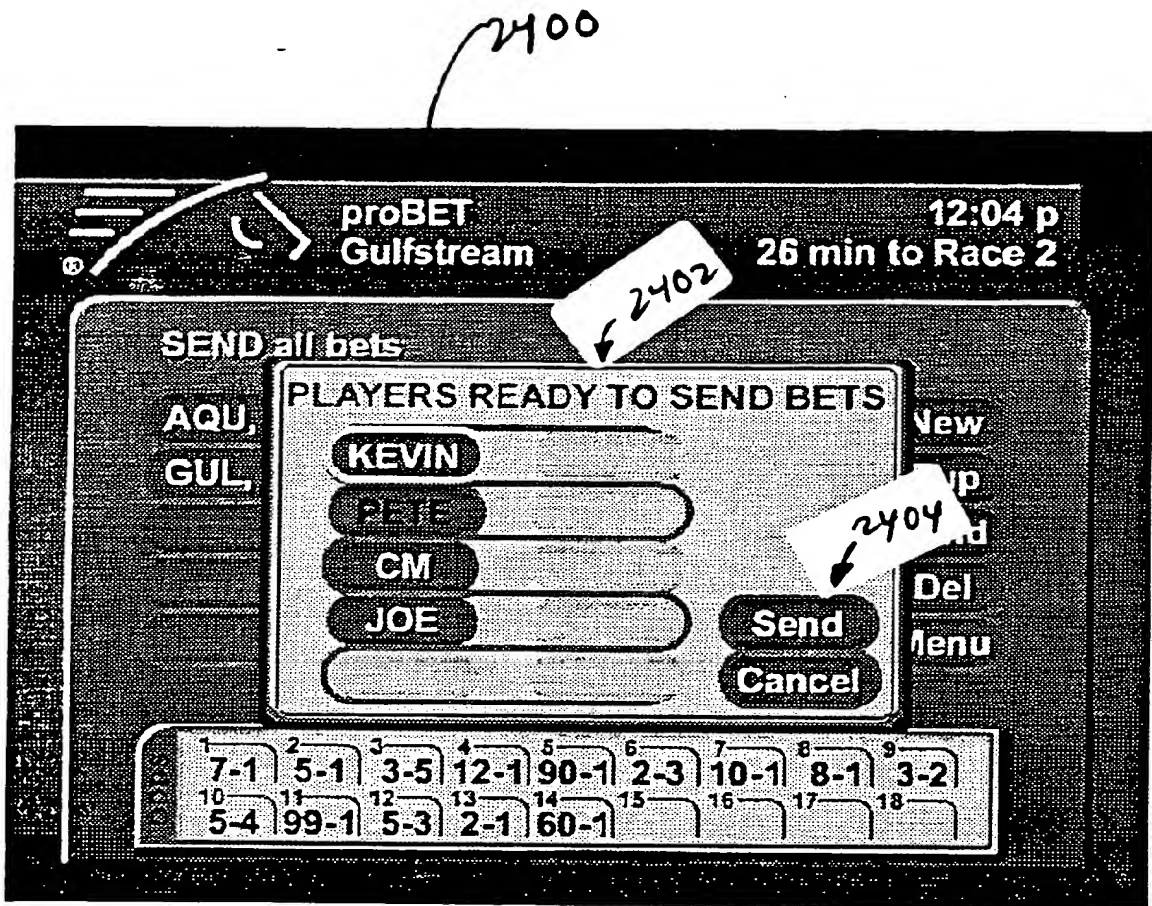 2400
proBET
Gulfstream
12:04 p
26 min to Race 2
®
2402
SEND all bets
PLAYERS READY TO SEND BETS
AQU,
New
KEVIN
GUL,
up
PETE
2404
nd
CM
Del
JOE
Send
Menu
Cancel
ODDS
1 2 3 4 5 6 7 8 9
7-1 5-1 3-5 12-1 90-1 2-3 10-1 8-1 3-2
10 11 12 13 14 15 16 17 18
5-4 99-1 5-3 2-1 60-1